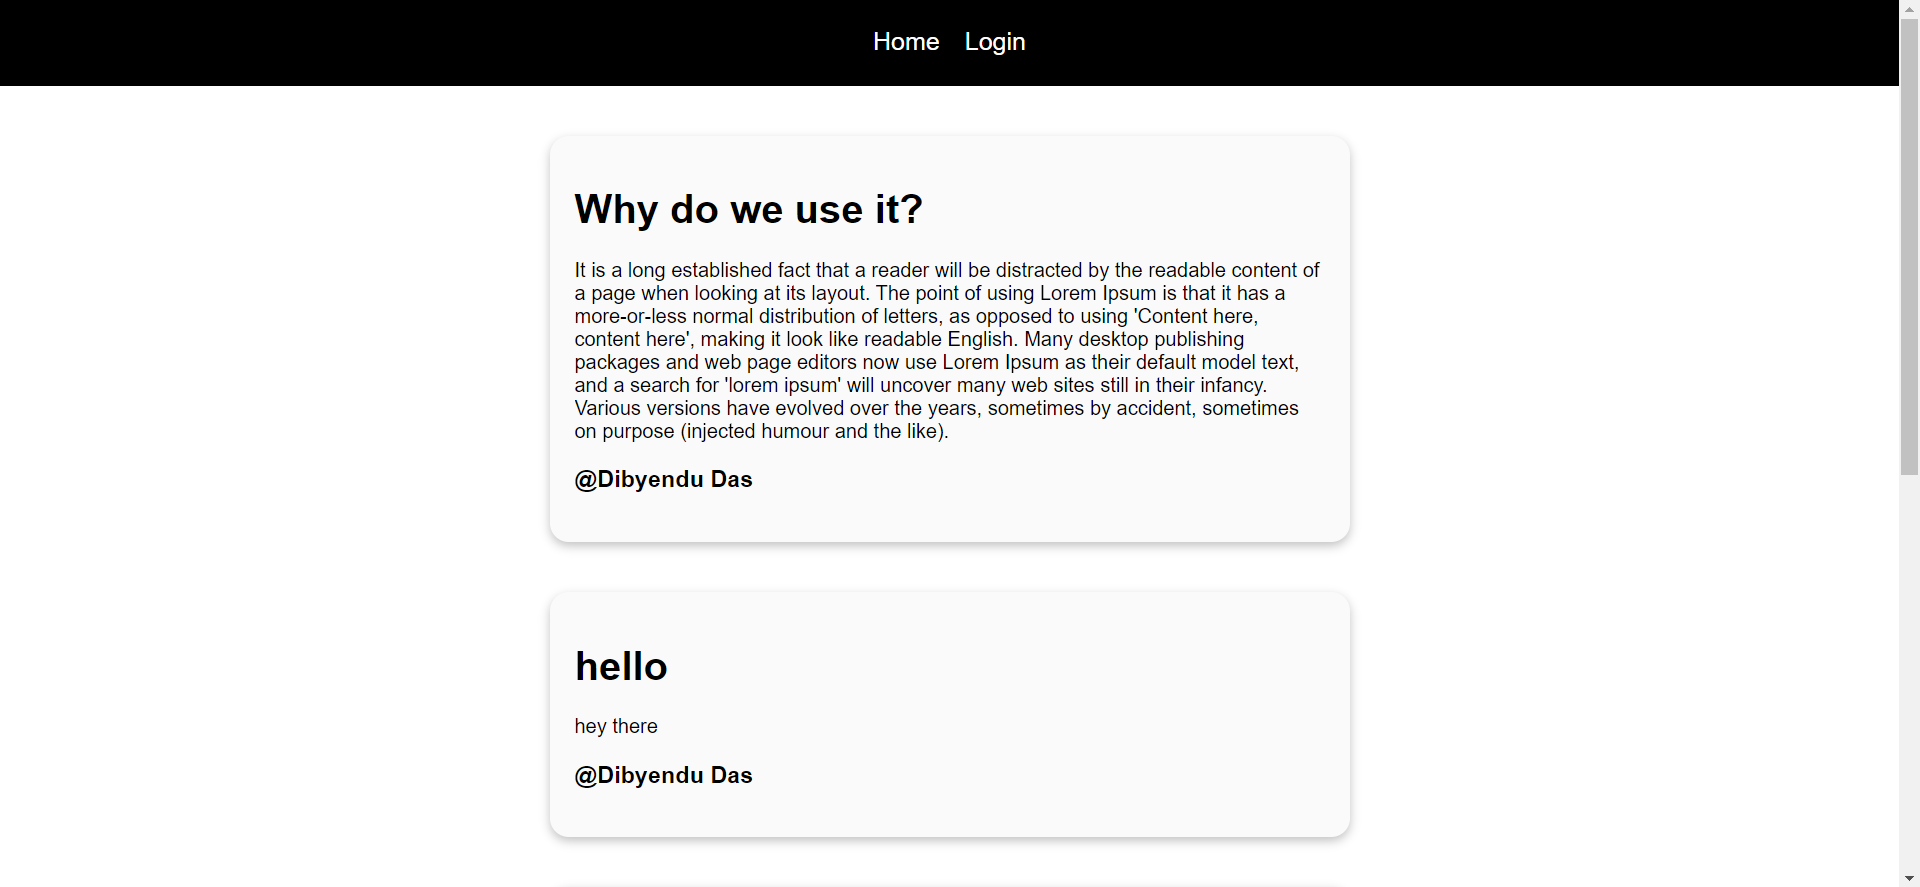 Home Login
Why do we use it?
It is a long established fact that a reader will be distracted by the readable content of
a page when looking at its layout. The point of using Lorem Ipsum is that it has a
more-or-less normal distribution of letters, as opposed to using 'Content here,
content here', making it look like readable English. Many desktop publishing
packages and web page editors now use Lorem Ipsum as their default model text,
and a search for 'lorem ipsum' will uncover many web sites still in their infancy.
Various versions have evolved over the years, sometimes by accident, sometimes
on purpose (injected humour and the like).
@Dibyendu Das
hello
hey there
@Dibyendu Das